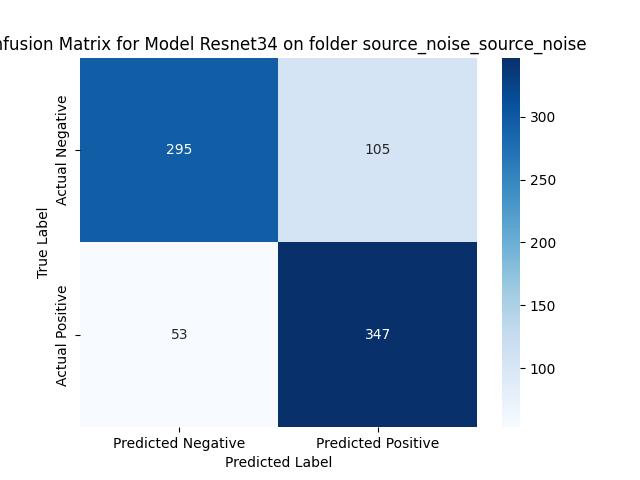 nfusion Matrix for Model Resnet34 on folder source_noise_source_noise
Actual Negative
Actual Positive
True Label
295
105
53
347
Predicted Negative
Predicted Positive
Predicted Label
300
250
200
150
100